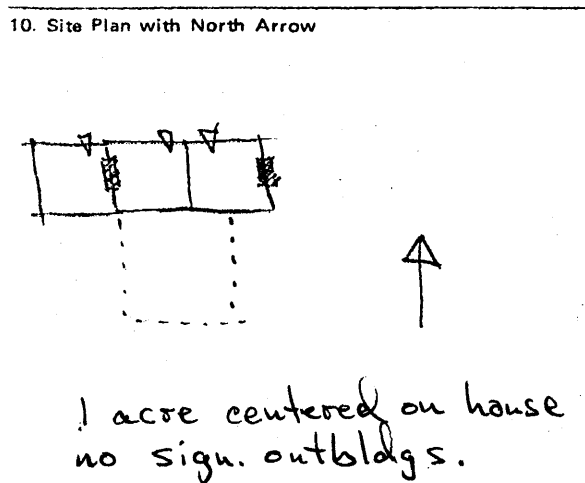 10. Site Plan with North Arrow
1 acre centered on house
no sign. outbldgs.